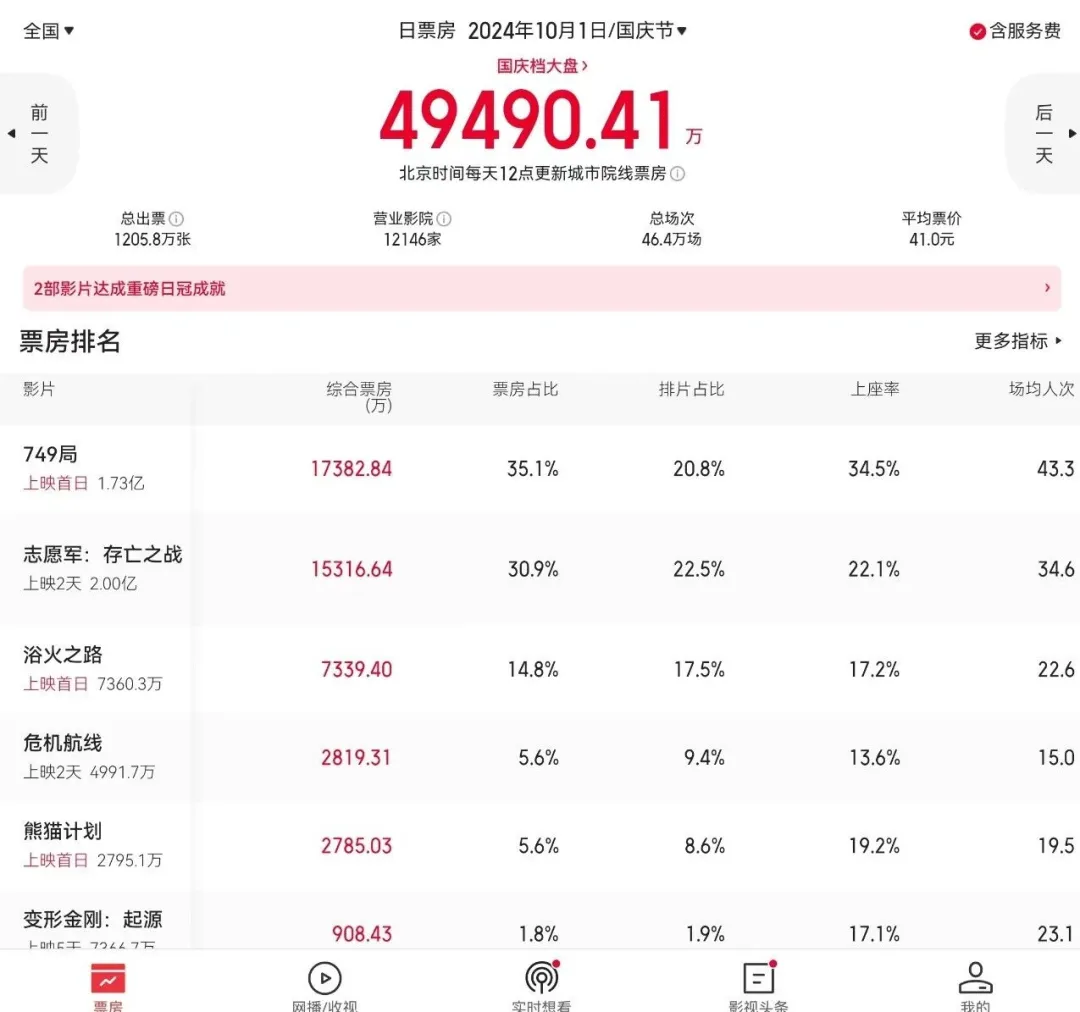 全国
日票房 2024年10月1日/国庆节
含服务费
国庆档大盘
前一天
49490.41万
后一天
北京时间每天12点更新城市院线票房
总出票 营业影院 总场次 平均票价
1205.8万张 12146家 46.4万场 41.0元
2部影片达成重磅日冠成就
票房排名 更多指标
影片 综合票房(万) 票房占比 排片占比 上座率 场均人次
749局
17382.84 35.1% 20.8% 34.5% 43.3
上映首日 1.73亿
志愿军：存亡之战
15316.64 30.9% 22.5% 22.1% 34.6
上映2天 2.00亿
浴火之路
7339.40 14.8% 17.5% 17.2% 22.6
上映首日 7360.3万
危机航线
2819.31 5.6% 9.4% 13.6% 15.0
上映2天 4991.7万
熊猫计划
2785.03 5.6% 8.6% 19.2% 19.5
上映首日 2795.1万
变形金刚：起源
908.43 1.8% 1.9% 17.1% 23.1
上映5天 7366.7万
票房 网播/收视 实时想看 影视头条 我的